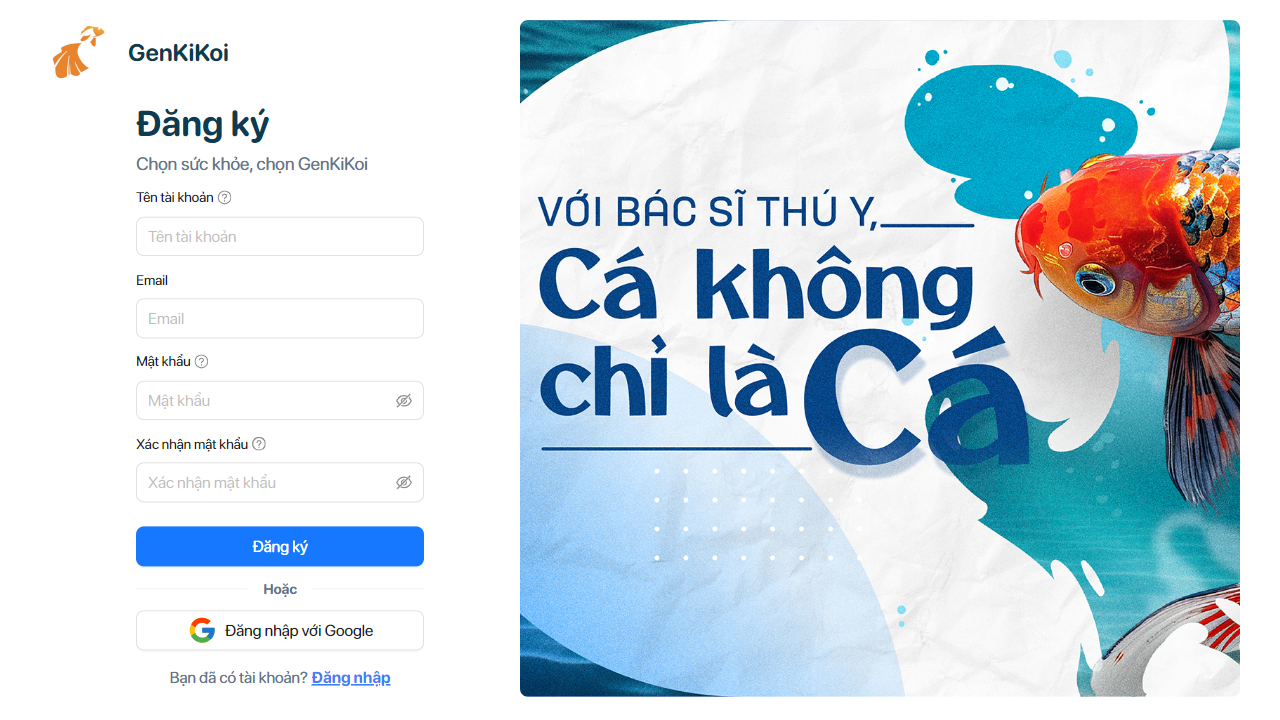 GenKiKoi
Đăng ký
Chọn sức khỏe, chọn GenKiKoi
Tên tài khoản
Tên tài khoản
Email
Email
Mật khẩu
Mật khẩu
Xác nhận mật khẩu
Xác nhận mật khẩu
Đăng ký
Hoặc
Đăng nhập với Google
Bạn đã có tài khoản? Đăng nhập
VỚI BÁC SĨ THÚ Y,
Cá không
chỉ là Cá